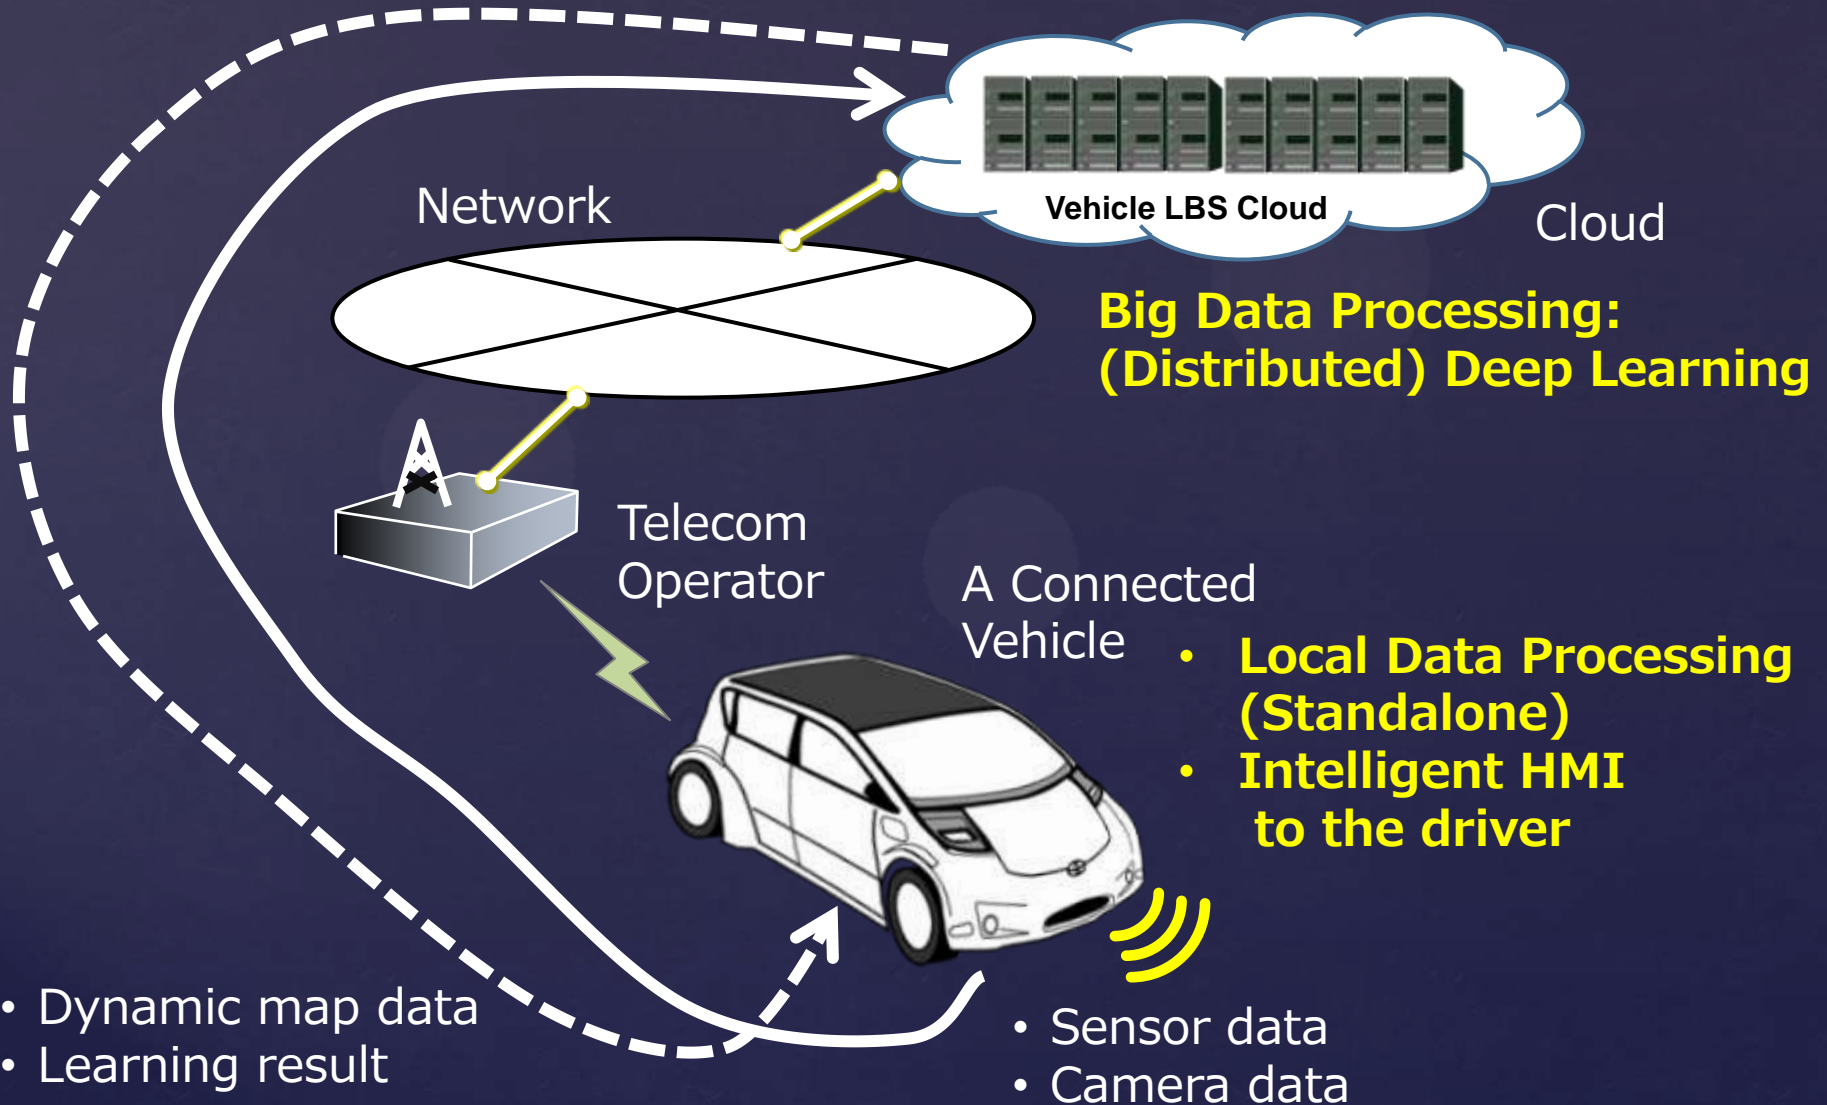 Vehicle LBS Cloud
Network
Cloud
Big Data Processing:
(Distributed) Deep Learning
Telecom
Operator
A Connected
Vehicle
• Local Data Processing
(Standalone)
• Intelligent HMI
to the driver
• Dynamic map data
• Learning result
• Sensor data
• Camera data